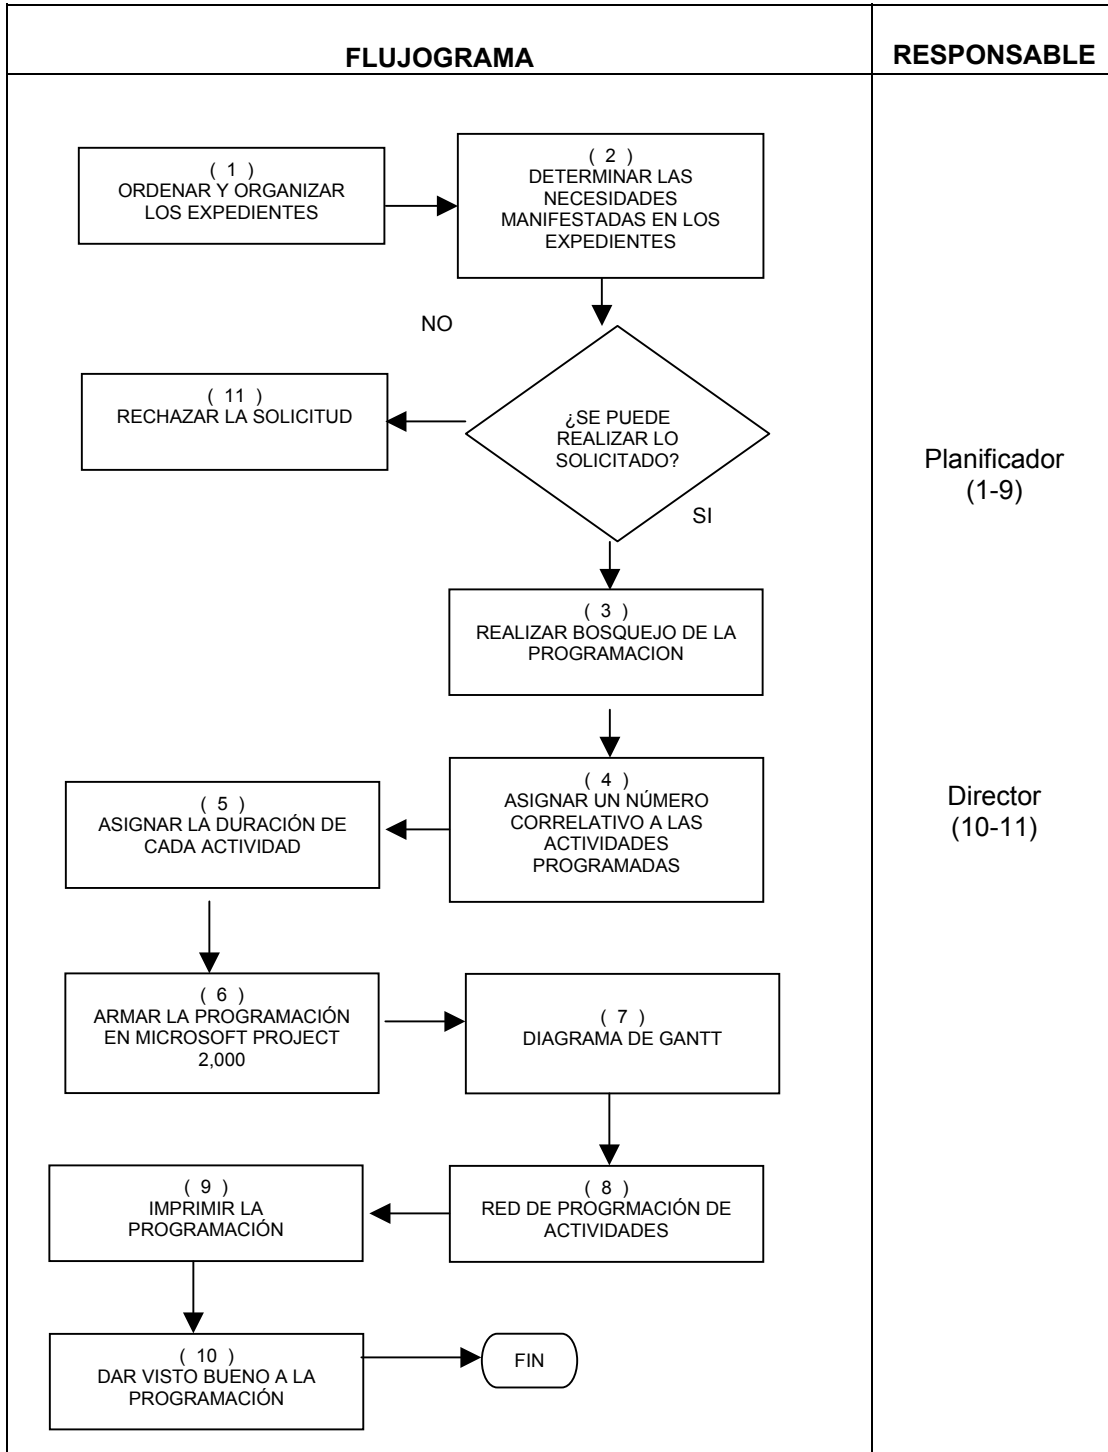 FLUJOGRAMA
RESPONSABLE
( 1 )
ORDENAR Y ORGANIZAR
LOS EXPEDIENTES
( 2 )
DETERMINAR LAS
NECESIDADES
MANIFESTADAS EN LOS
EXPEDIENTES
NO
( 11 )
RECHAZAR LA SOLICITUD
¿SE PUEDE
REALIZAR LO
SOLICITADO?
SI
Planificador
(1-9)
( 3 )
REALIZAR BOSQUEJO DE LA
PROGRAMACION
( 4 )
ASIGNAR UN NÚMERO
CORRELATIVO A LAS
ACTIVIDADES
PROGRAMADAS
( 5 )
ASIGNAR LA DURACIÓN DE
CADA ACTIVIDAD
Director
(10-11)
( 6 )
ARMAR LA PROGRAMACIÓN
EN MICROSOFT PROJECT
2,000
( 7 )
DIAGRAMA DE GANTT
( 8 )
RED DE PROGRMACIÓN DE
ACTIVIDADES
( 9 )
IMPRIMIR LA
PROGRAMACIÓN
( 10 )
DAR VISTO BUENO A LA
PROGRAMACIÓN
FIN